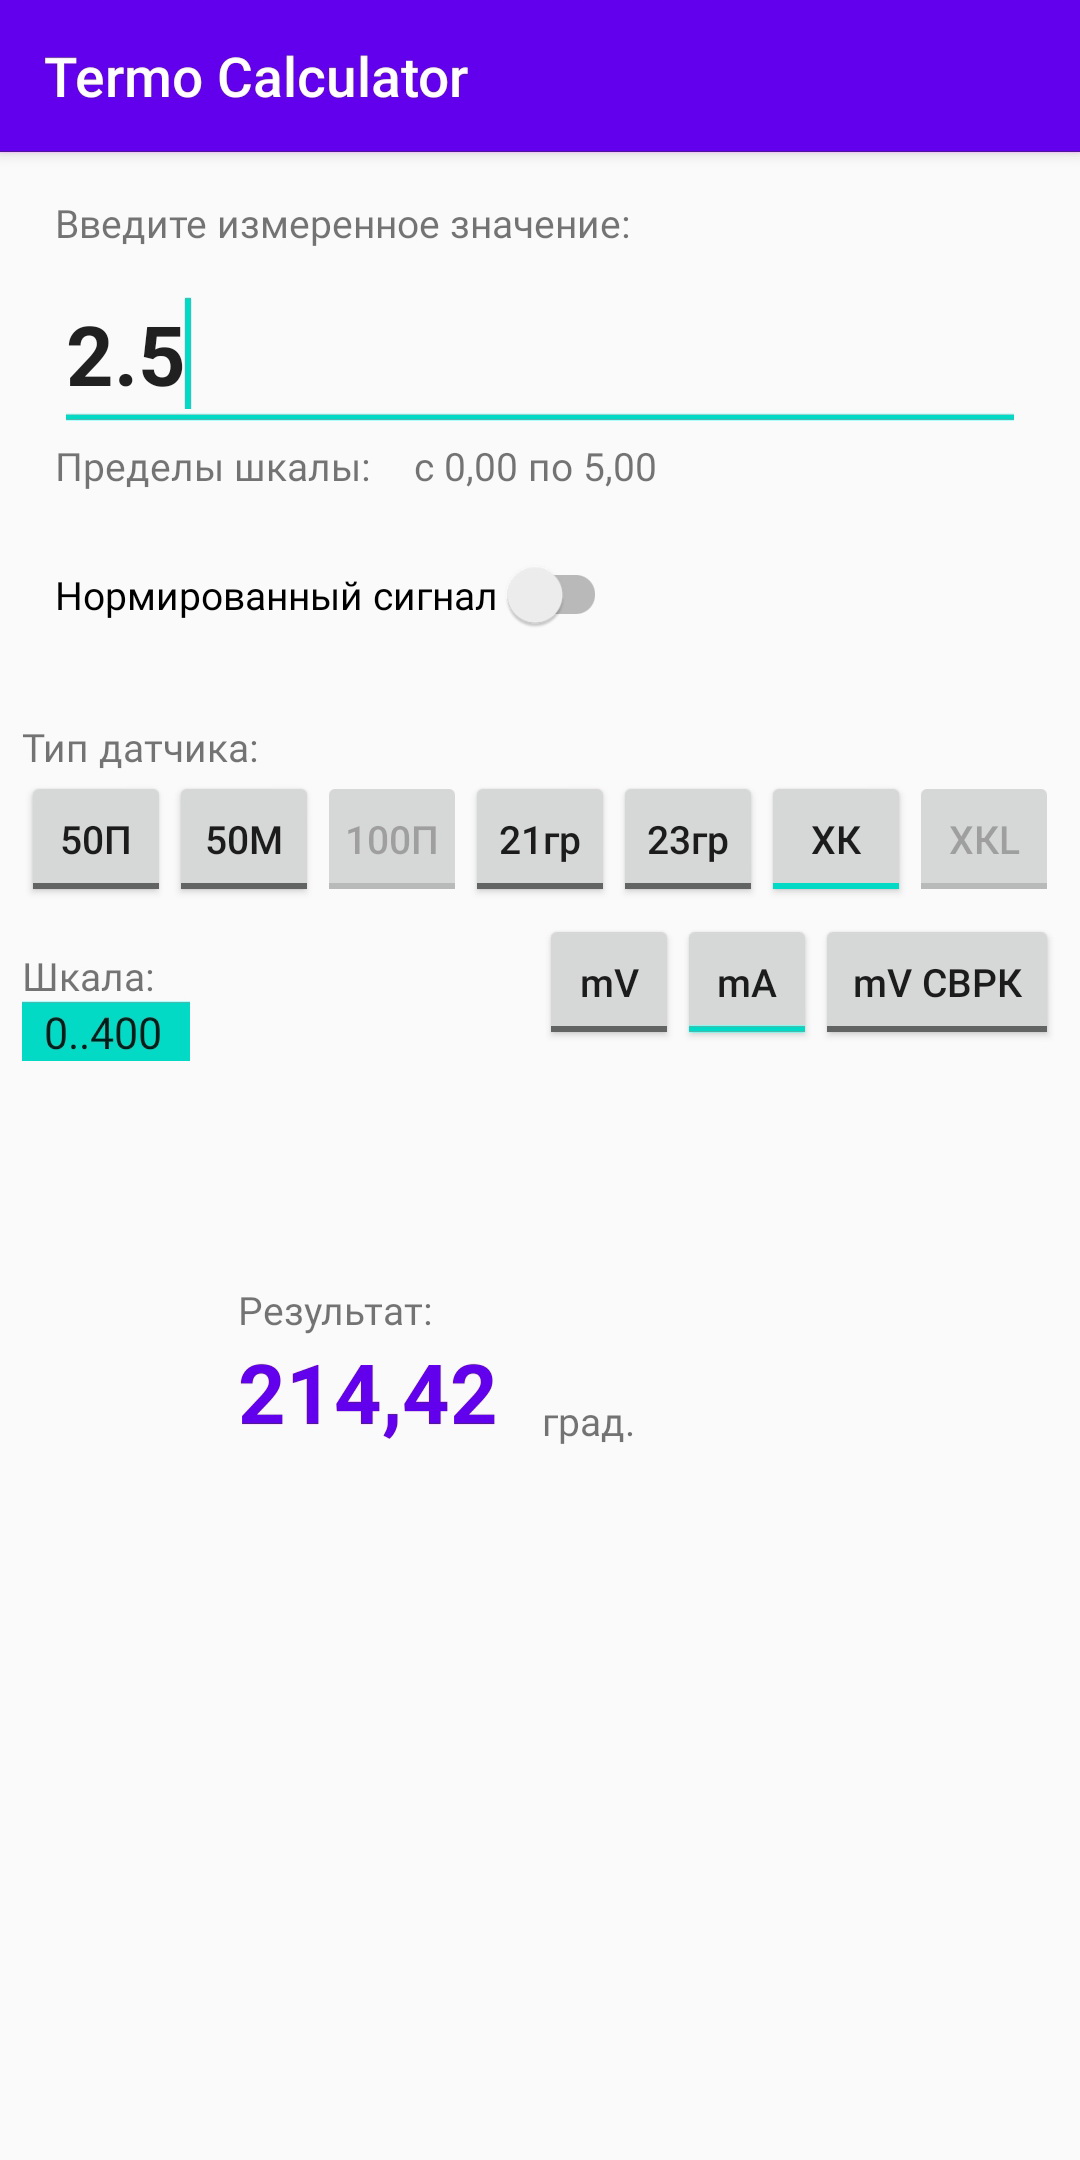 Termo Calculator
Введите измеренное значение:
2.5
Пределы шкалы: с 0,00 по 5,00
Нормированный сигнал
Тип датчика:
50П 50М 100П 21гр 23гр ХК ХКL
Шкала: mV mA mV СВРК
0..400
Результат:
214,42 град.